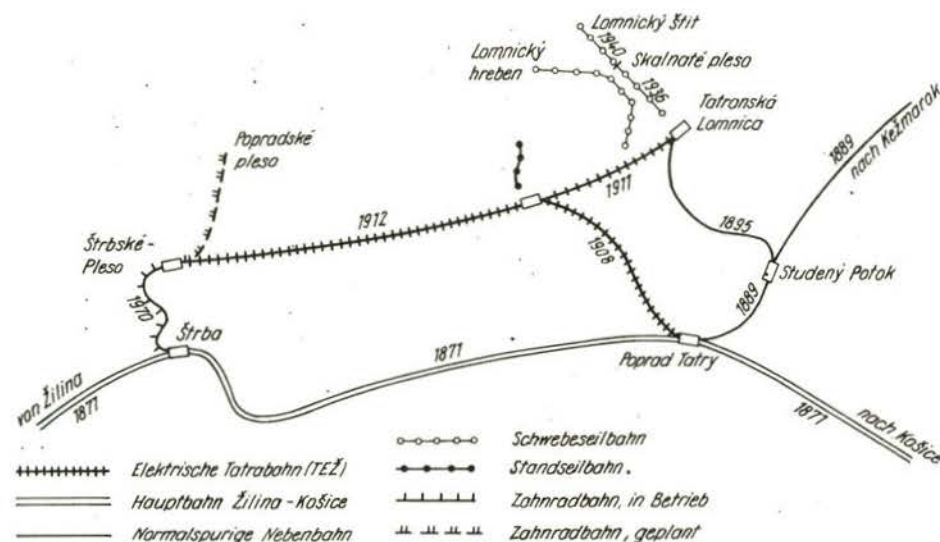 Lomnický štit
Lomnický
hreben
1940
Skalnaté pleso
1936
Tatranská
Lomnica
Popradské
pleso
1889
nach Kežmarok
1911
1912
1895
Štrbské-
Pleso
1908
Studený Potok
1970
1889
Štrba
1871
Poprad Tatry
von Žilina
1871
1871
nach Košice
Schwebeseilbahn
Elektrische Tatrabahn (TEŽ)
Standseilbahn.
Hauptbahn Žilina-Košice
Zahnradbahn, in Betrieb
Normalspurige Nebenbahn
Zahnradbahn, geplant